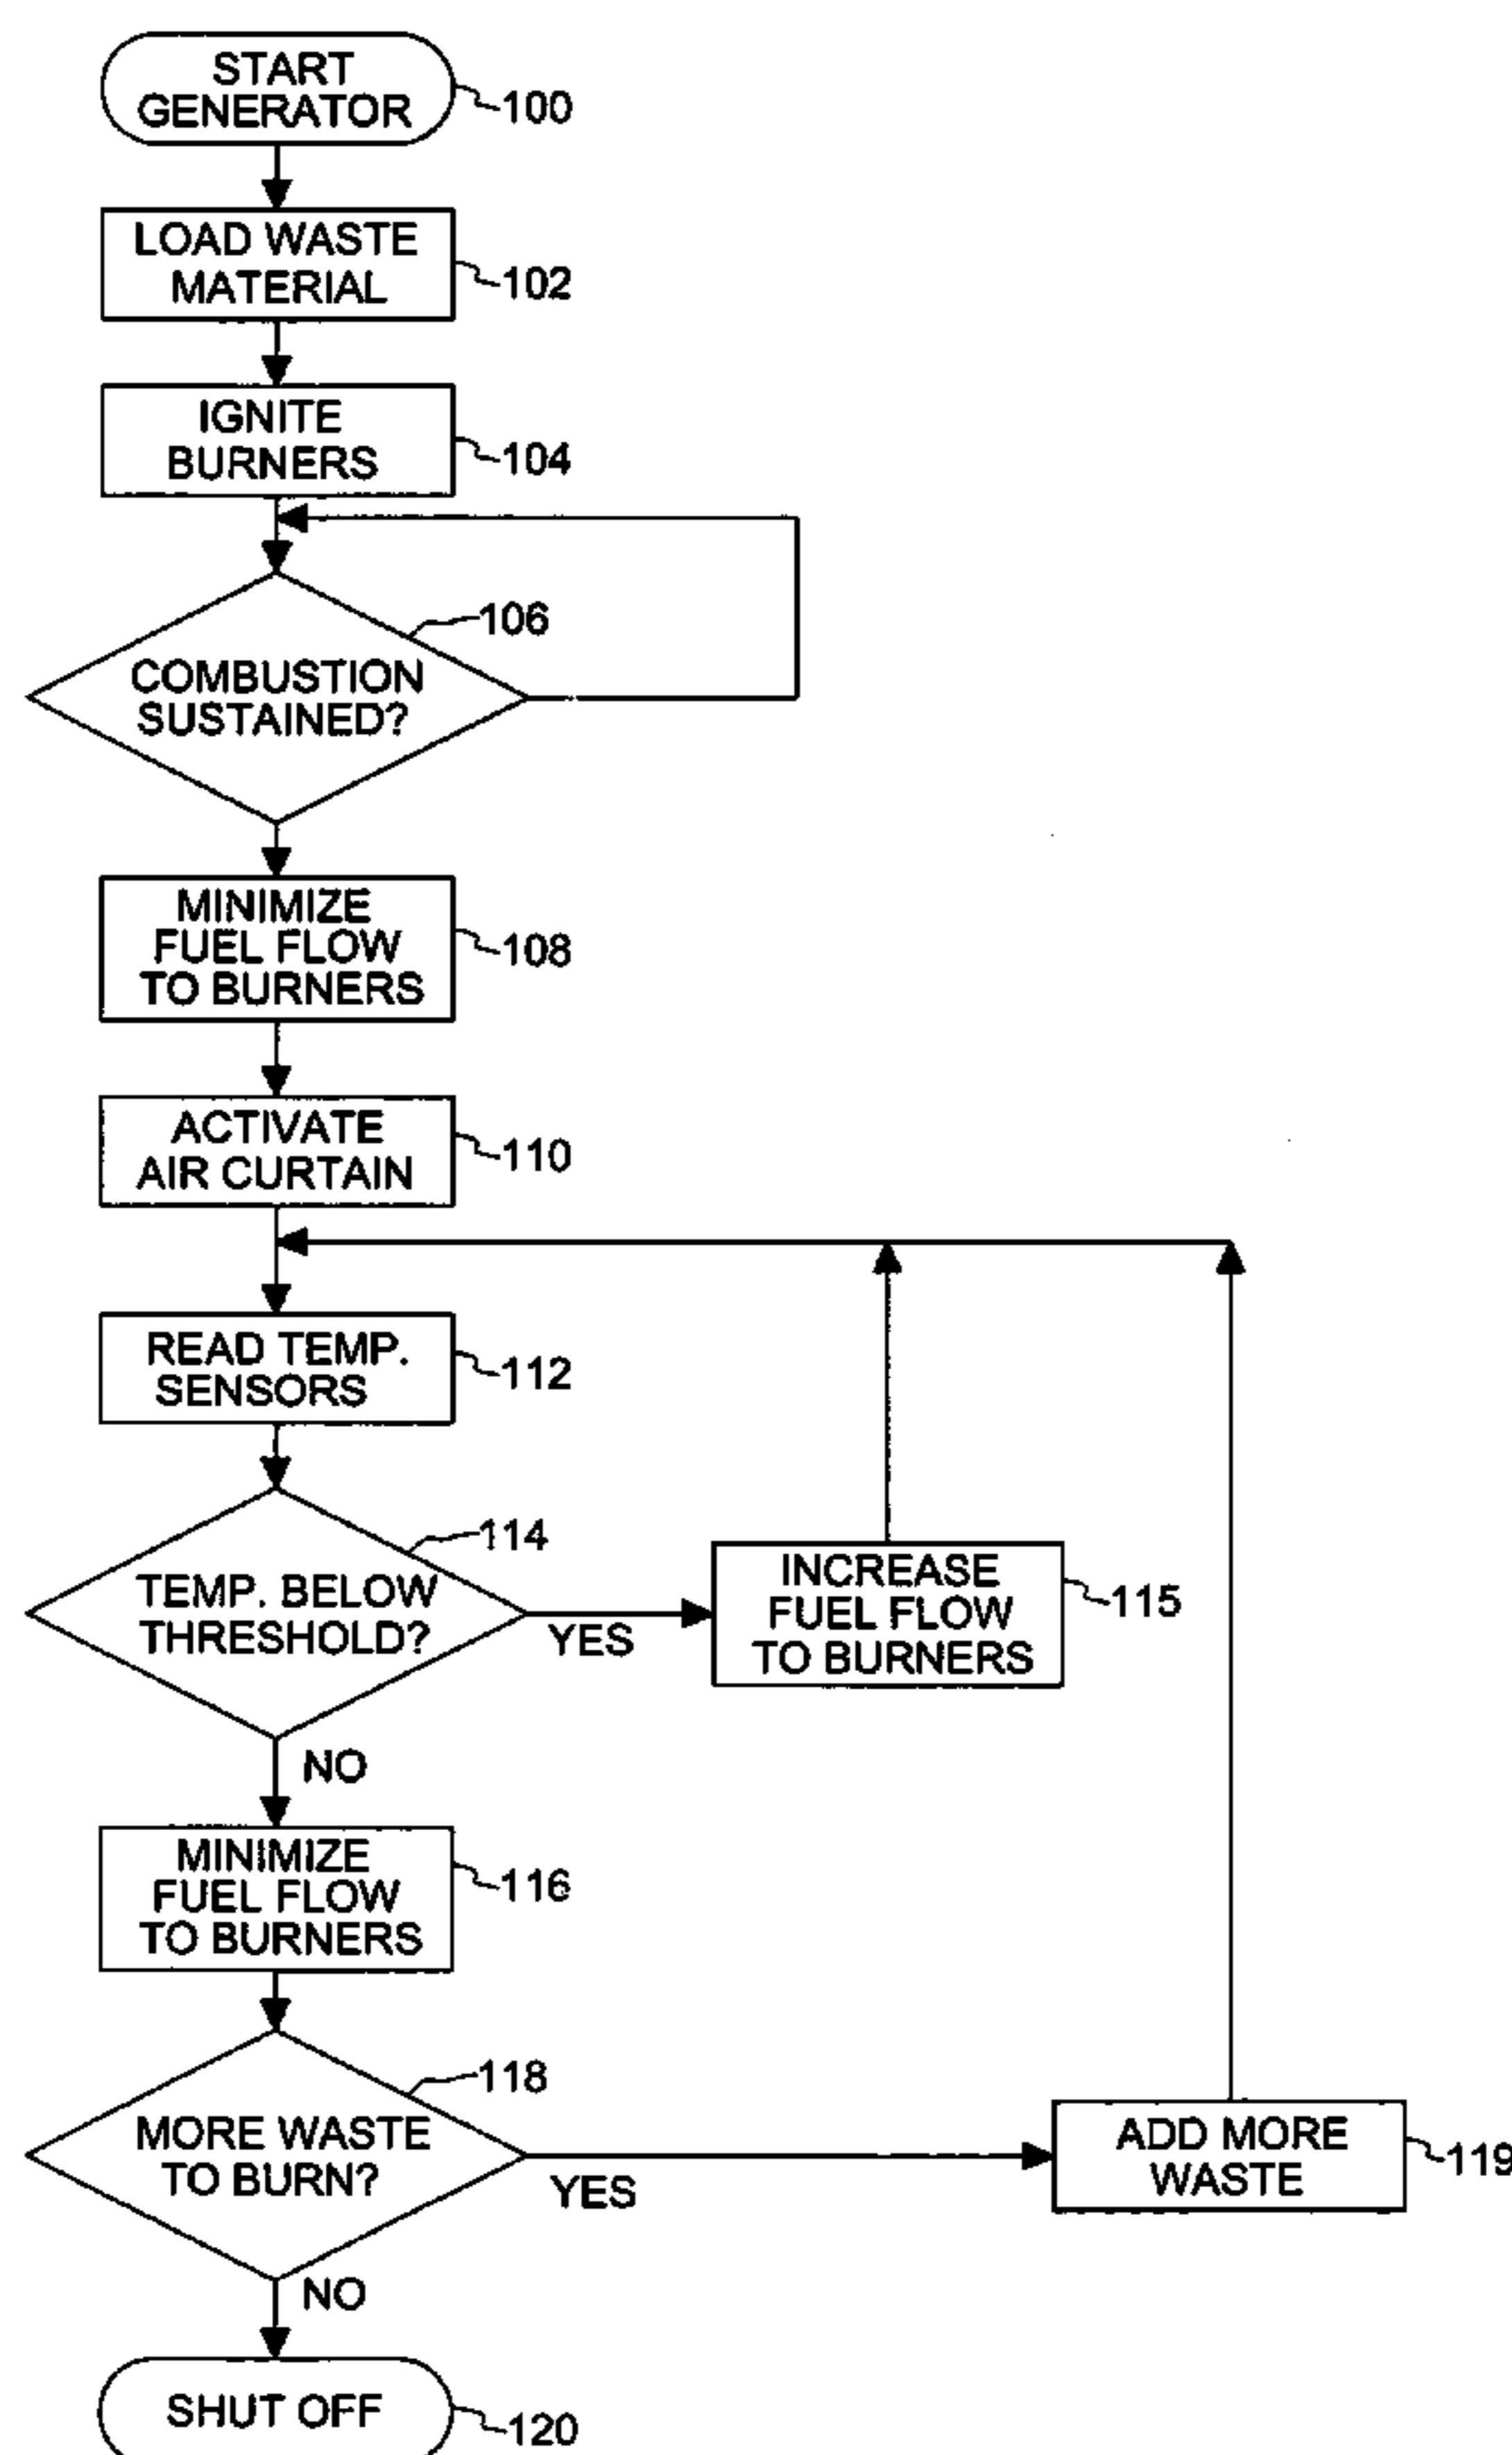 START
GENERATOR
100
LOAD WASTE
MATERIAL
102
IGNITE
BURNERS
104
106
COMBUSTION
SUSTAINED?
MINIMIZE
FUEL FLOW
TO BURNERS
108
ACTIVATE
AIR CURTAIN
110
READ TEMP.
SENSORS
112
114
TEMP. BELOW
THRESHOLD?
YES
INCREASE
FUEL FLOW
TO BURNERS
115
NO
MINIMIZE
FUEL FLOW
TO BURNERS
116
118
MORE WASTE
TO BURN?
YES
ADD MORE
WASTE
119
NO
SHUT OFF
120